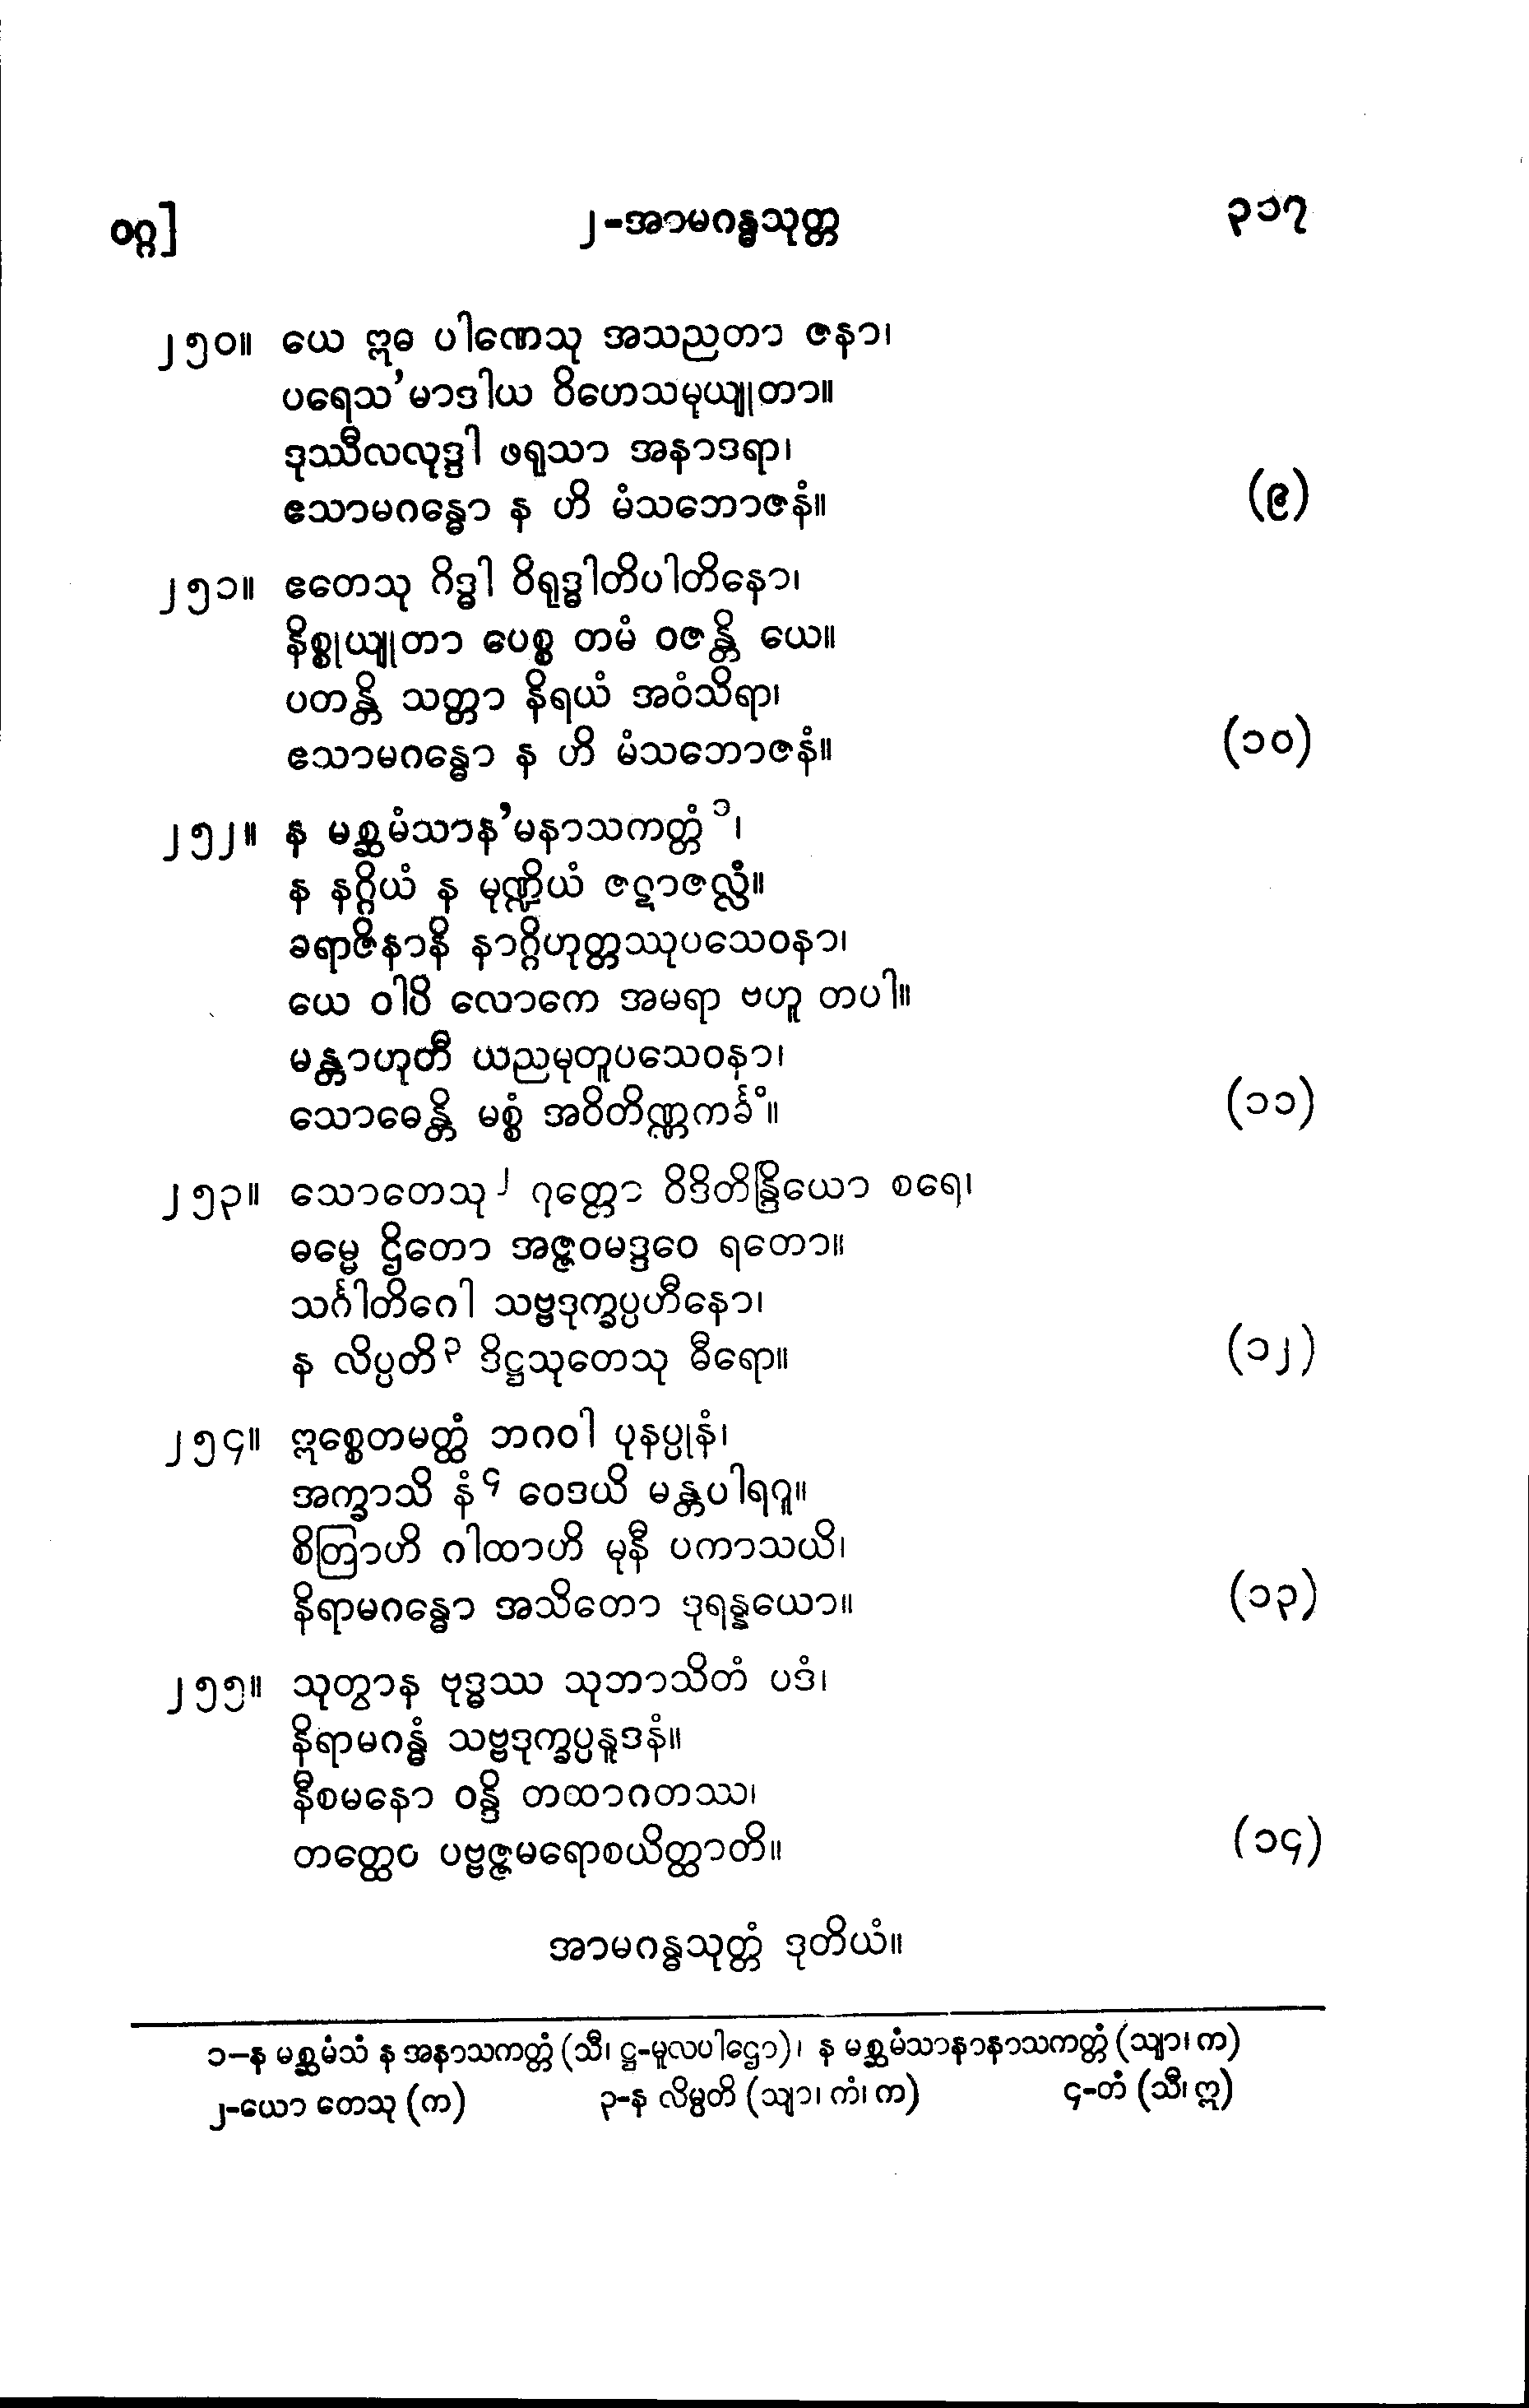 ဝဂ္ဂ] ၂-အာမဂန္ဓသုတ္တ ၃၁၇
၂၅၀။ ယေ ဣဓ ပါဏေသု အသညတာ ဇနာ၊
ပရေသ’မာဒါယ ဝိဟေသမုယျုတာ။
ဒုဿီလလုဒ္ဒါ ဖရုသာ အနာဒရာ၊
ဧသာမဂန္ဓော န ဟိ မံသဘောဇနံ။ (၉)
၂၅၁။ ဧတေသု ဂိဒ္ဓါ ဝိရုဒ္ဓါတိပါတိနော၊
နိစ္စုယျုတာ ပေစ္စ တမံ ဝဇန္တိ ယေ။
ပတန္တိ သတ္တာ နိရယံ အဝံသိရာ၊
ဧသာမဂန္ဓော န ဟိ မံသဘောဇနံ။ (၁၀)
၂၅၂။ န မစ္ဆမံသာန’မနာသကတ္တံ ၁၊
န နဂ္ဂိယံ န မုဏ္ဍိယံ ဇဋာဇလ္လံ။
ခရာဇိနာနိ နာဂ္ဂိဟုတ္တဿုပသေဝနာ၊
ယေ ဝါပိ လောကေ အမရာ ဗဟူ တပါ။
မန္တာဟုတီ ယညမုတူပသေဝနာ၊
သောဓေန္တိ မစ္စံ အဝိတိဏ္ဏကင်္ခံ။ (၁၁)
၂၅၃။ သောတေသု ၂ ဂုတ္တော ဝိဒိတိန္ဒြိယော စရေ၊
ဓမ္မေ ဌိတော အဇ္ဇဝမဒ္ဒဝေ ရတော။
သင်္ဂါတိဂေါ သဗ္ဗဒုက္ခပ္ပဟီနော၊
န လိပ္ပတိ ၃ ဒိဋ္ဌသုတေသု ဓီရော။ (၁၂)
၂၅၄။ ဣစ္စေတမတ္ထံ ဘဂဝါ ပုနပ္ပုနံ၊
အက္ခာသိ နံ ၄ ဝေဒယိ မန္တပါရဂူ။
စိတြာဟိ ဂါထာဟိ မုနီ ပကာသယိ၊
နိရာမဂန္ဓော အသိတော ဒုရန္နယော။ (၁၃)
၂၅၅။ သုတွာန ဗုဒ္ဓဿ သုဘာသိတံ ပဒံ၊
နိရာမဂန္ဓံ သဗ္ဗဒုက္ခပ္ပနူဒနံ။
နီစမနော ဝန္ဒိ တထာဂတဿ၊
တတ္ထေဝ ပဗ္ဗဇ္ဇမရောစယိတ္ထာတိ။ (၁၄)
အာမဂန္ဓသုတ္တံ ဒုတိယံ။
၁–န မစ္ဆမံသံ န အနာသကတ္တံ (သီ၊ ဋ္ဌ-မူလပါဌော)၊ န မစ္ဆမံသာနာနာသကတ္တံ (သျာ၊ က)
၂-ယော တေသု (က) ၃-န လိမ္ပတိ (သျာ၊ ကံ၊ က) ၄-တံ (သီ၊ ဣ)